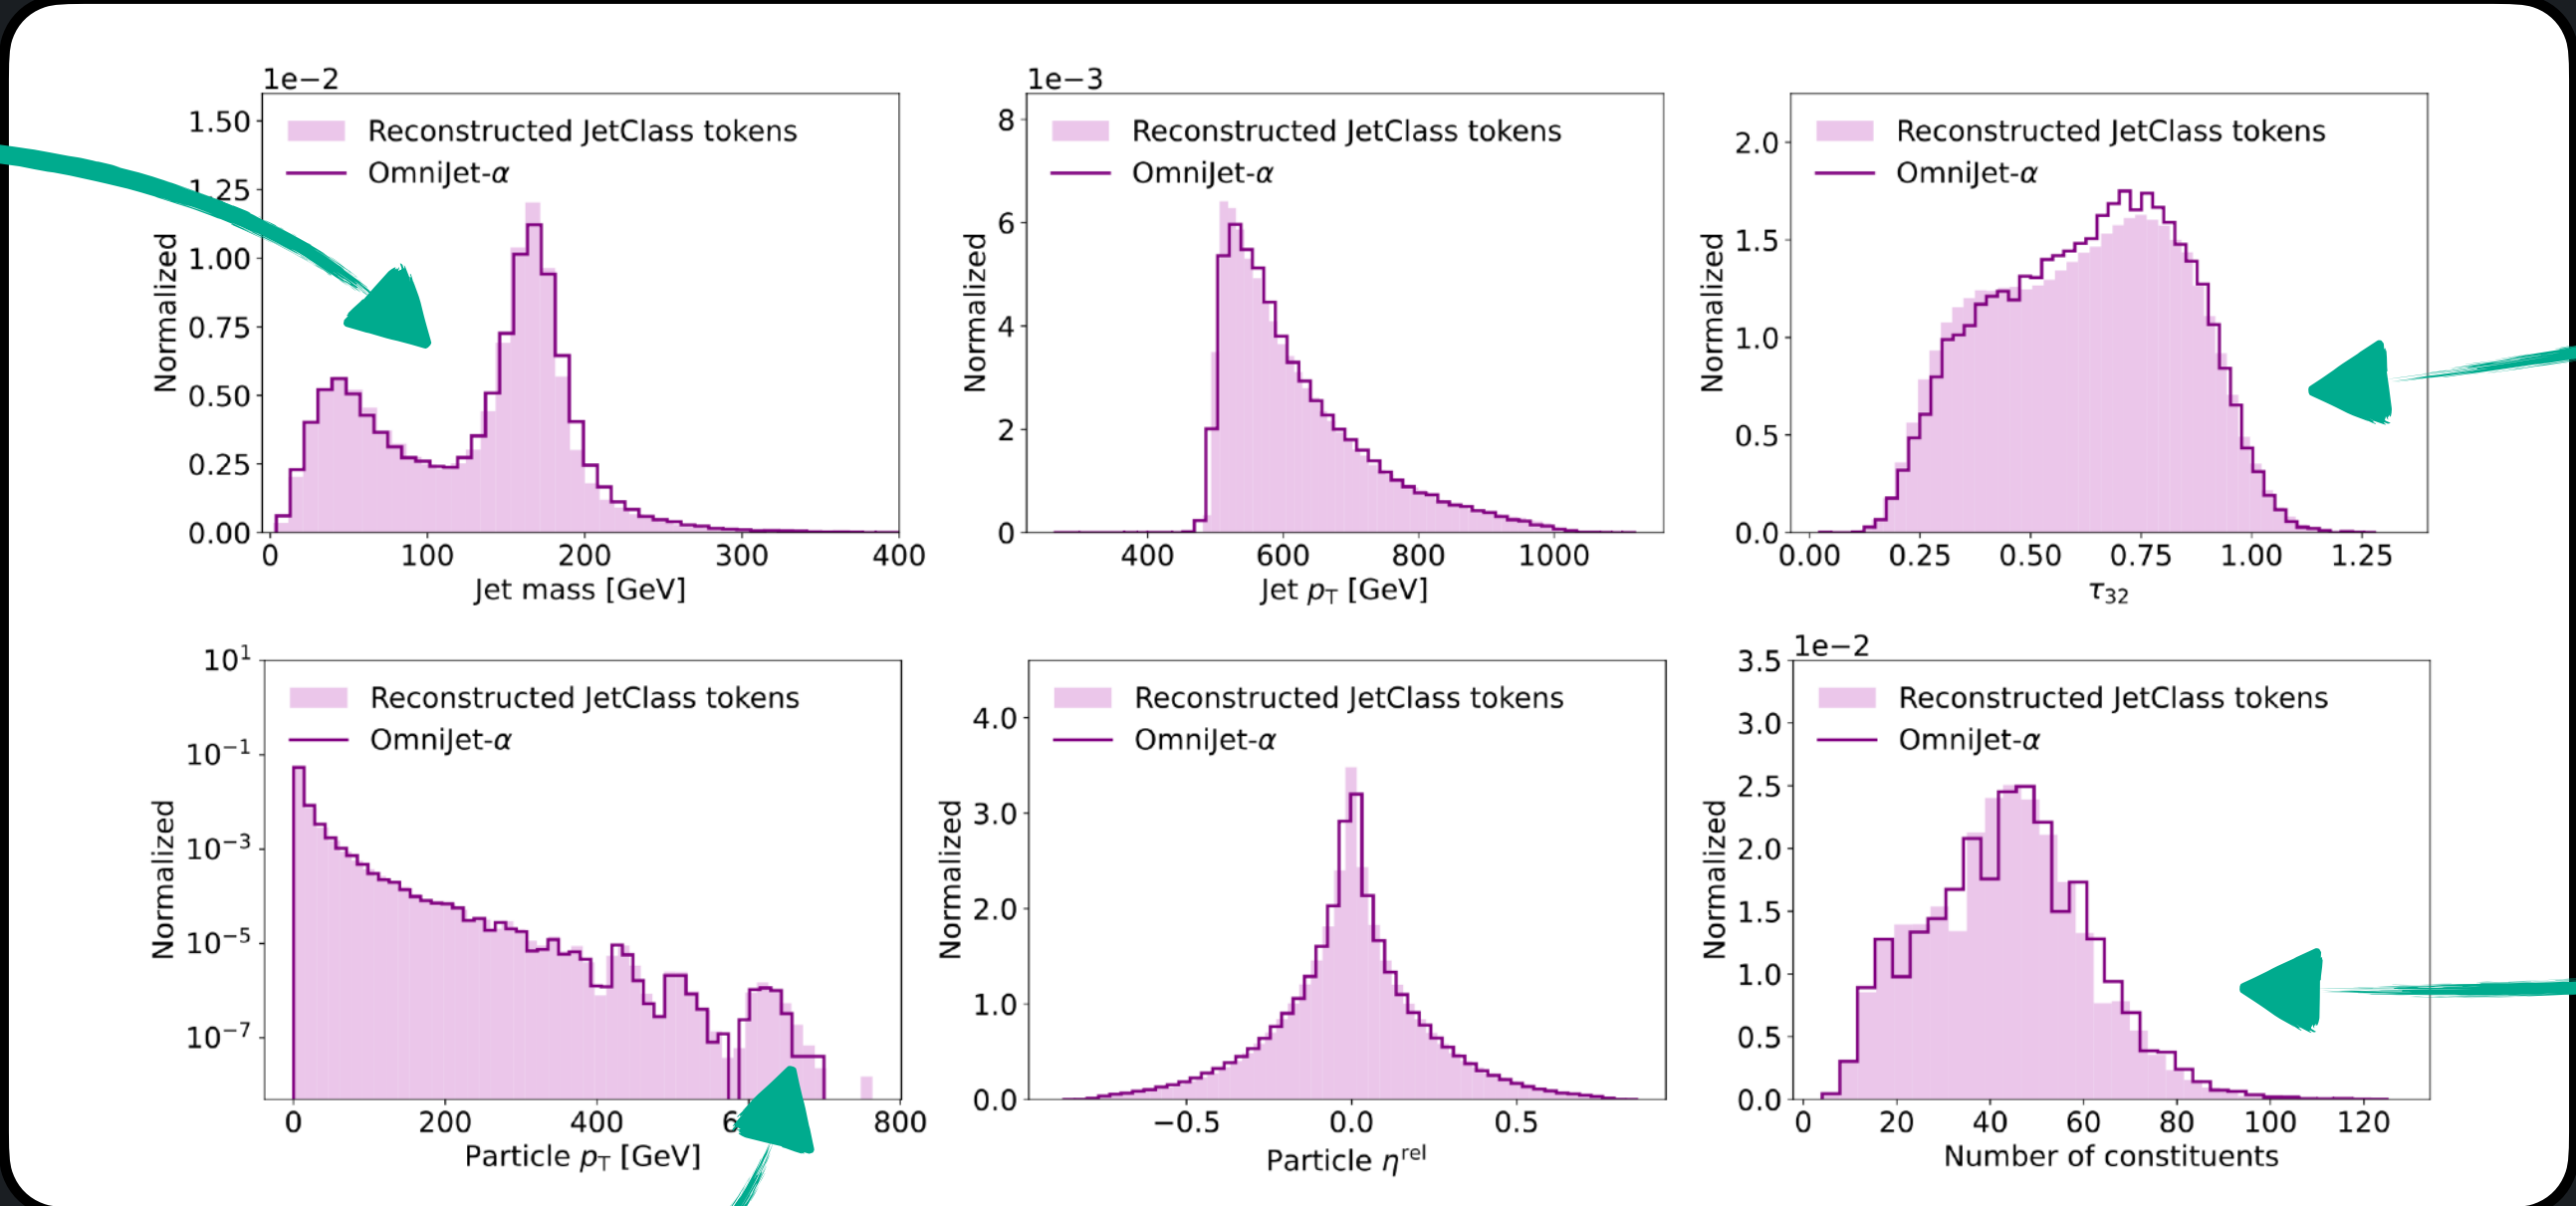 1e−2
1.50
1.25
1.00
0.75
0.50
0.25
0.00
Normalized
Reconstructed JetClass tokens
OmniJet-α
0 100 200 300 400
Jet mass [GeV]
1e−3
8
6
4
2
0
Normalized
Reconstructed JetClass tokens
OmniJet-α
400 600 800 1000
Jet p_T [GeV]
2.0
1.5
1.0
0.5
0.0
Normalized
Reconstructed JetClass tokens
OmniJet-α
0.00 0.25 0.50 0.75 1.00 1.25
τ₃₂
10¹
10⁻¹
10⁻³
10⁻⁵
10⁻⁷
Normalized
Reconstructed JetClass tokens
OmniJet-α
0 200 400 800
Particle p_T [GeV]
4.0
3.0
2.0
1.0
0.0
Normalized
Reconstructed JetClass tokens
OmniJet-α
−0.5 0.0 0.5
Particle η^rel
1e−2
3.5
3.0
2.5
2.0
1.5
1.0
0.5
0.0
Normalized
Reconstructed JetClass tokens
OmniJet-α
0 20 40 60 80 100 120
Number of constituents